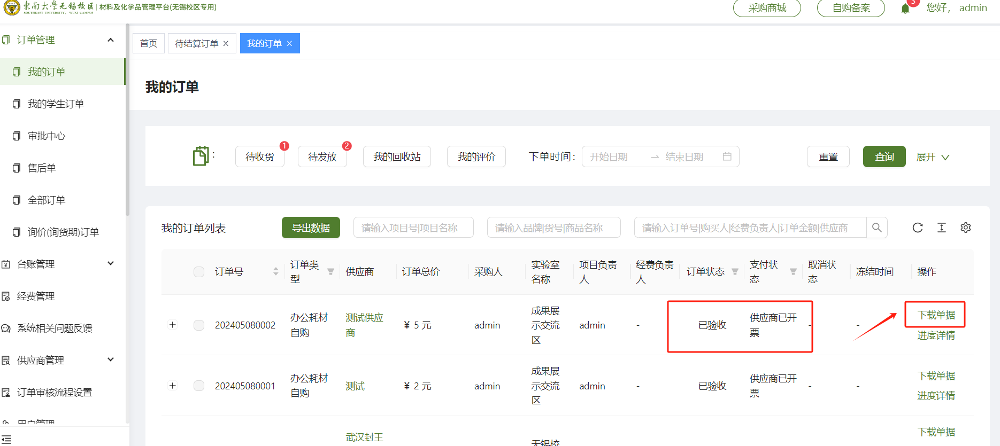 東南大學无锡校区 | 材料及化学品管理平台(无锡校区专用)
SOUTHEAST UNIVERSITY, WUXI CAMPUS
采购商城
自购备案
3
您好， admin
订单管理
我的订单
我的学生订单
审批中心
售后单
全部订单
询价(询货期)订单
台账管理
经费管理
系统相关问题反馈
供应商管理
订单审核流程设置
用户管理
首页
待结算订单 ×
我的订单 ×
我的订单
:
待收货 1
待发放 2
我的回收站
我的评价
下单时间：
开始日期 → 结束日期
重置
查询
展开
我的订单列表
导出数据
请输入项目号|项目名称
请输入品牌|货号|商品名称
请输入订单号|购买人|经费负责人|订单金额|供应商
订单号
订单类
型
供应商
订单总价
采购人
实验室
名称
项目负责
人
经费负责
人
订单状态
支付状
态
取消状
态
冻结时间
操作
+
202405080002
办公耗材
自购
测试供应
商
¥ 5 元
admin
成果展
示交流
区
admin
-
已验收
供应商已开
票
-
-
下载单据
进度详情
+
202405080001
办公耗材
自购
测试
¥ 2 元
admin
成果展
示交流
区
admin
-
已验收
供应商已开
票
-
-
下载单据
进度详情
武汉封王
无锡校
下载单据